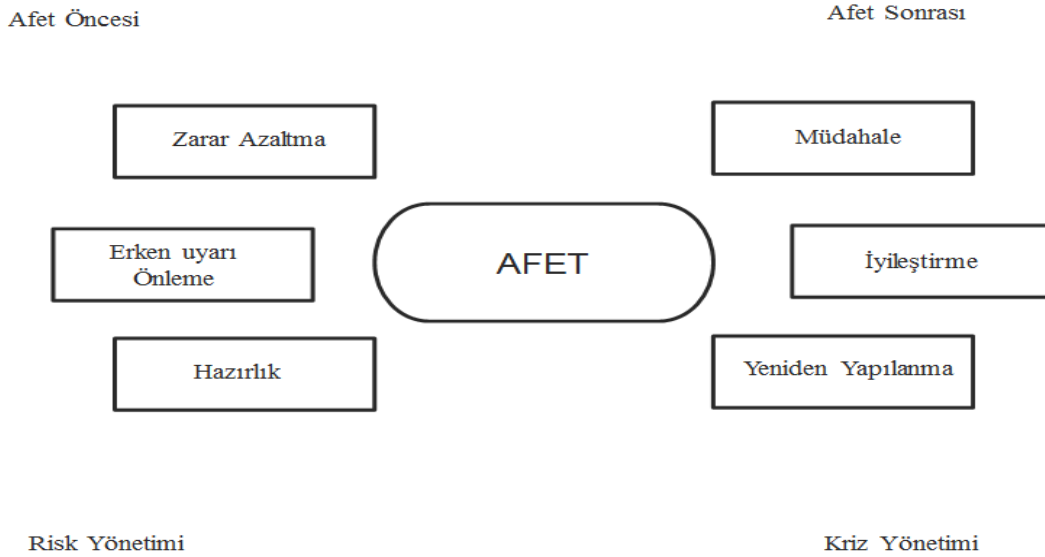 Afet Öncesi
Afet Sonrası
Zarar Azaltma
Müdahale
Erken uyarı
Önleme
AFET
İyileştirme
Hazırlık
Yeniden Yapılanma
Risk Yönetimi
Kriz Yönetimi